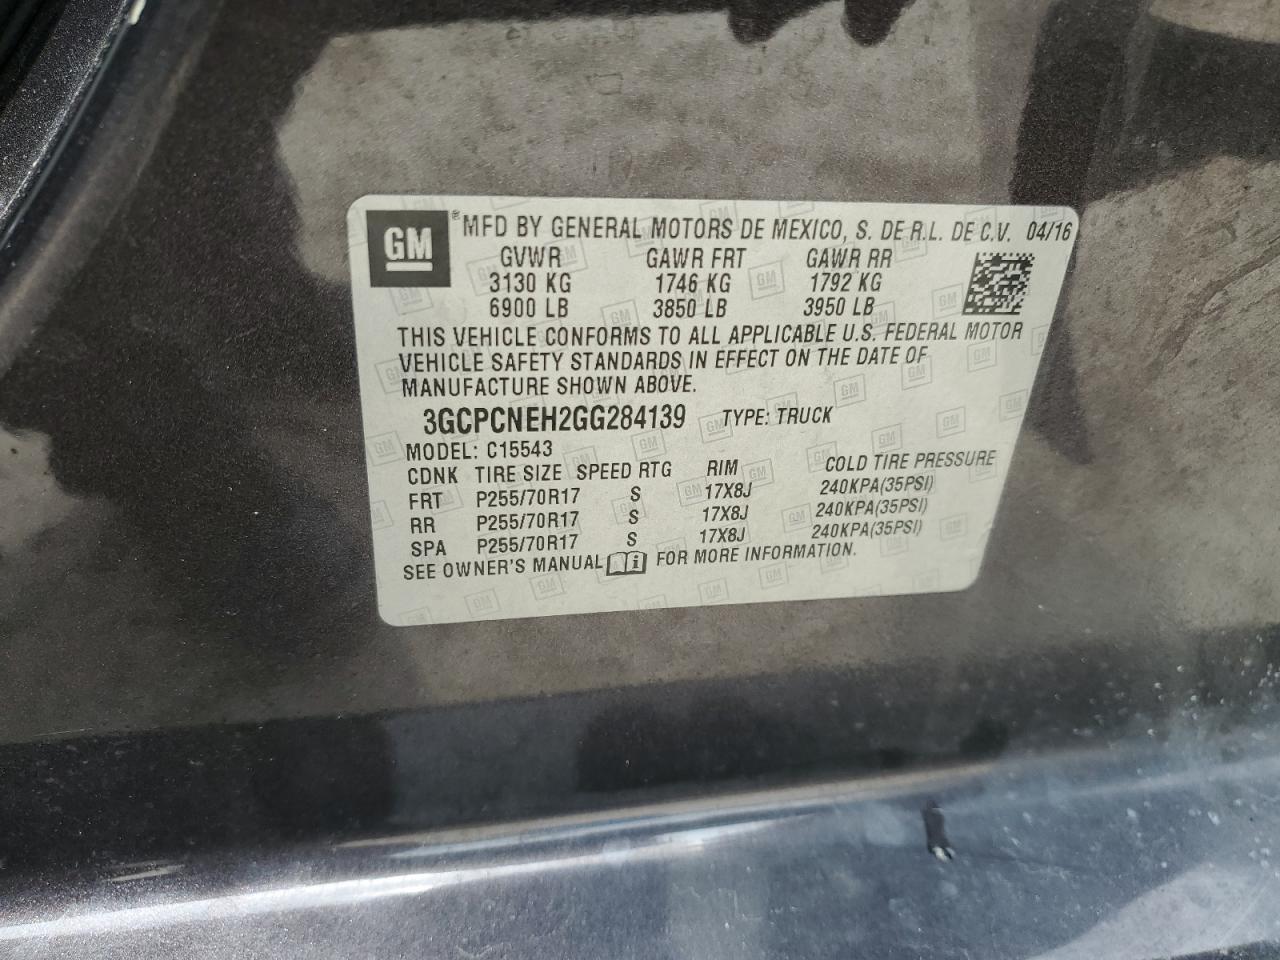 GM ® MFD BY GENERAL MOTORS DE MEXICO, S. DE R.L. DE C.V. 04/16
GVWR GAWR FRT GAWR RR
3130 KG 1746 KG 1792 KG
6900 LB 3850 LB 3950 LB
THIS VEHICLE CONFORMS TO ALL APPLICABLE U.S. FEDERAL MOTOR
VEHICLE SAFETY STANDARDS IN EFFECT ON THE DATE OF
MANUFACTURE SHOWN ABOVE.
3GCPCNEH2GG284139 TYPE: TRUCK
MODEL: C15543
CDNK TIRE SIZE SPEED RTG RIM COLD TIRE PRESSURE
FRT P255/70R17 S 17X8J 240KPA(35PSI)
RR P255/70R17 S 17X8J 240KPA(35PSI)
SPA P255/70R17 S 17X8J 240KPA(35PSI)
SEE OWNER'S MANUAL i FOR MORE INFORMATION.